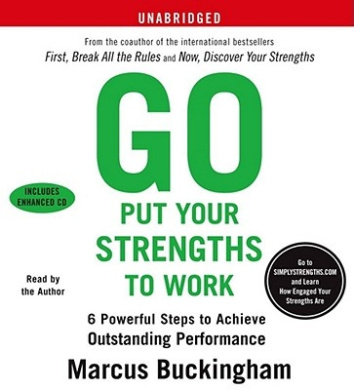 UNABRIDGED
From the coauthor of the international bestsellers
First, Break All the Rules and Now, Discover Your Strengths
GO
PUT YOUR
STRENGTHS
TO WORK
INCLUDES
ENHANCED CD
Read by
the Author
Go to
SIMPLYSTRENGTHS.COM
and Learn
How Engaged Your
Strengths Are
6 Powerful Steps to Achieve
Outstanding Performance
Marcus Buckingham